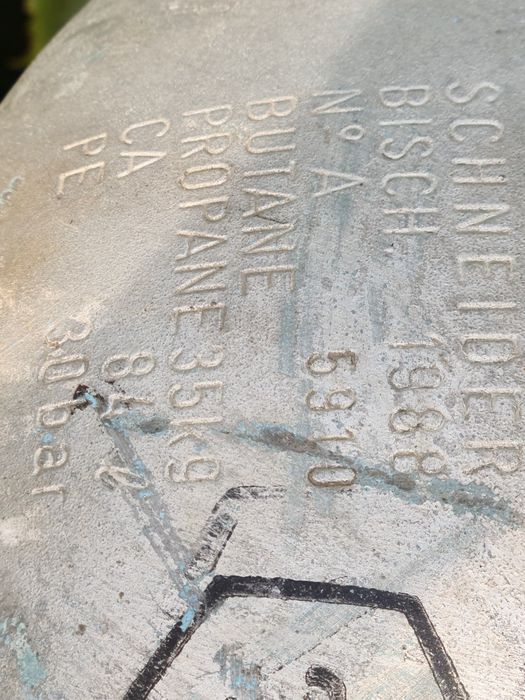 SCHNEIDER
BISCH. 1988
N° A 5910
BUTANE
PROPANE 35kg
CA 84 l
PE 30 bar